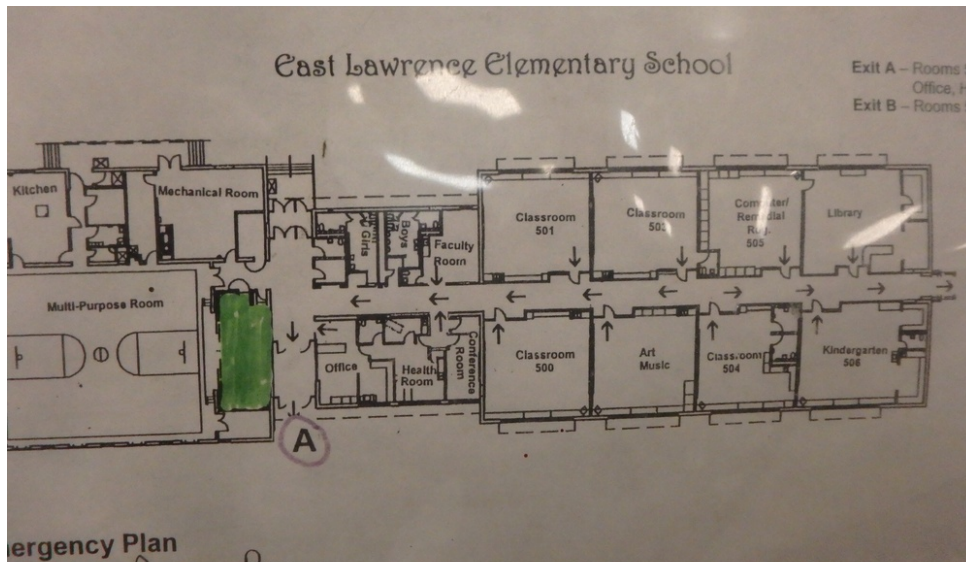 East Lawrence Elementary School
Exit A – Rooms
Office,
Exit B – Rooms
Kitchen
Mechanical Room
Girls
Boys
Faculty
Room
Classroom
501
Classroom
Computer/
Remedial
505
Library
Multi-Purpose Room
Office
Health
Room
Conference
Room
Classroom
500
Art
Music
Classroom
504
Kindergarten
506
A
ergency Plan